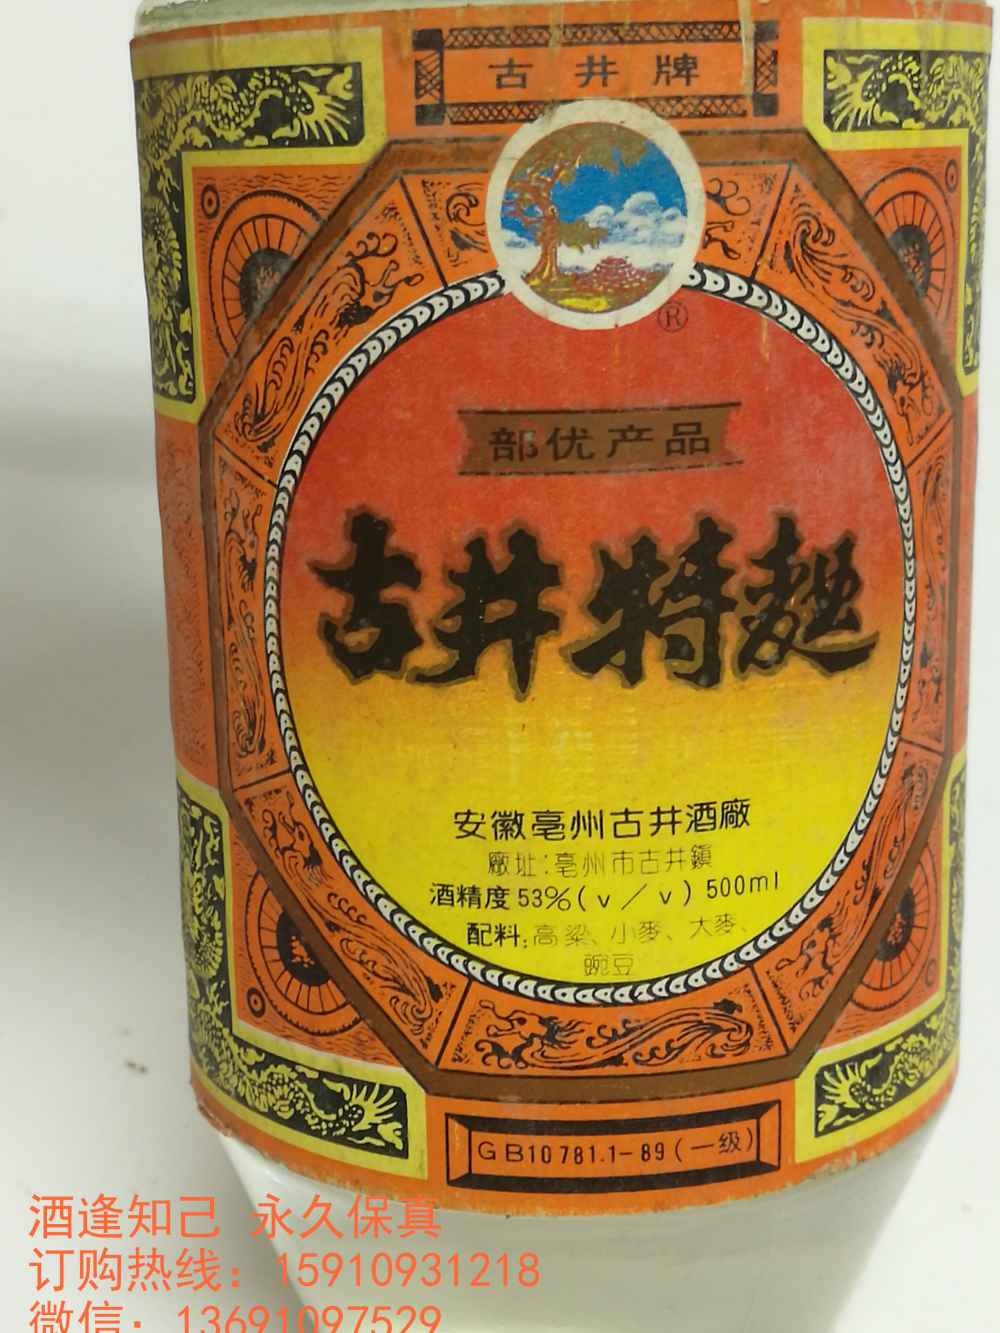 古井牌
®
部优产品
古井特麯
安徽亳州古井酒廠
廠址:亳州市古井鎮
酒精度53%(v/v) 500ml
配料:高粱、小麥、大麥、
豌豆
GB10781.1-89(一级)
酒逢知己 永久保真
订购热线：15910931218
微信：13691097529